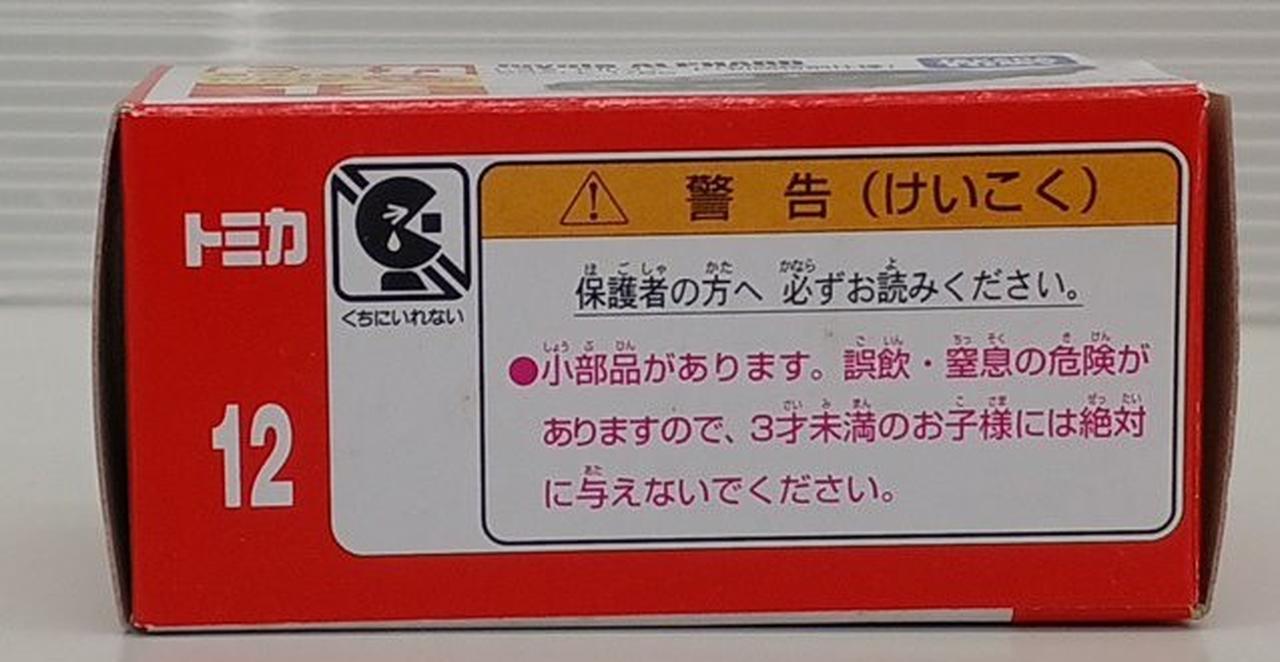 トミカ
12
くちにいれない
警告（けいこく）
保護者の方へ 必ずお読みください。
●小部品があります。誤飲・窒息の危険が
ありますので、3才未満のお子様には絶対
に与えないでください。